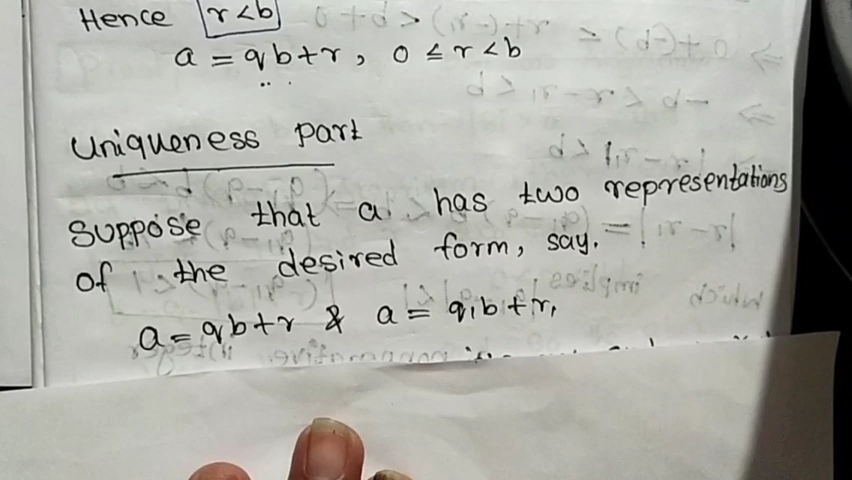 Hence r<b
a = qb+r, 0 ≤ r < b
Uniqueness part
suppose that a has two representations
of the desired form, say.
a = qb+r & a = q₁b+r₁